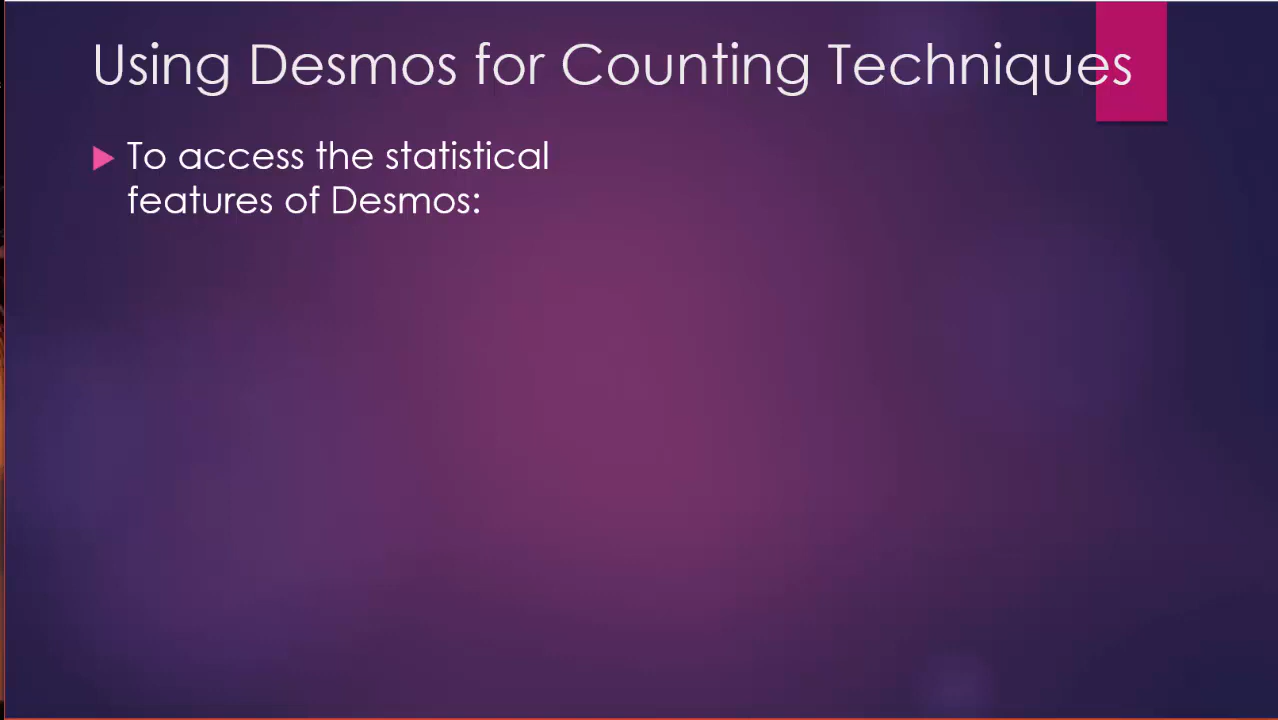 Using Desmos for Counting Techniques
To access the statistical
features of Desmos: